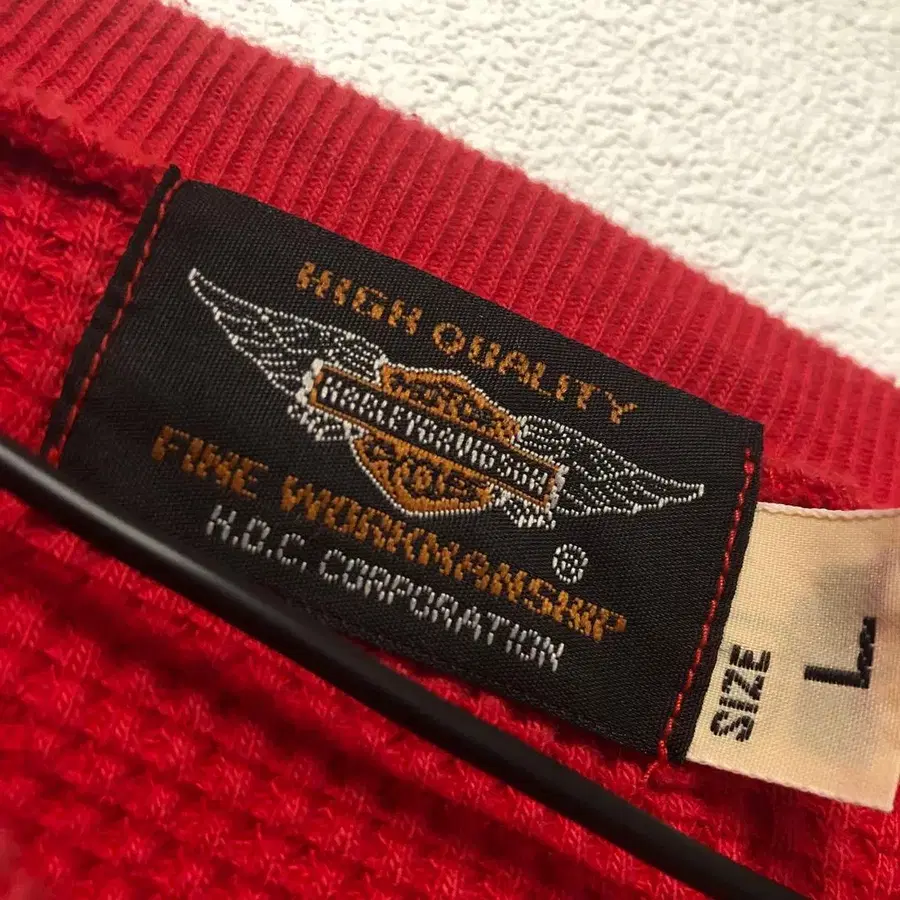 HIGH QUALITY
HARLEY-DAVIDSON
FINE WORKMANSHIP
®
H.D.C. CORPORATION
SIZE
L